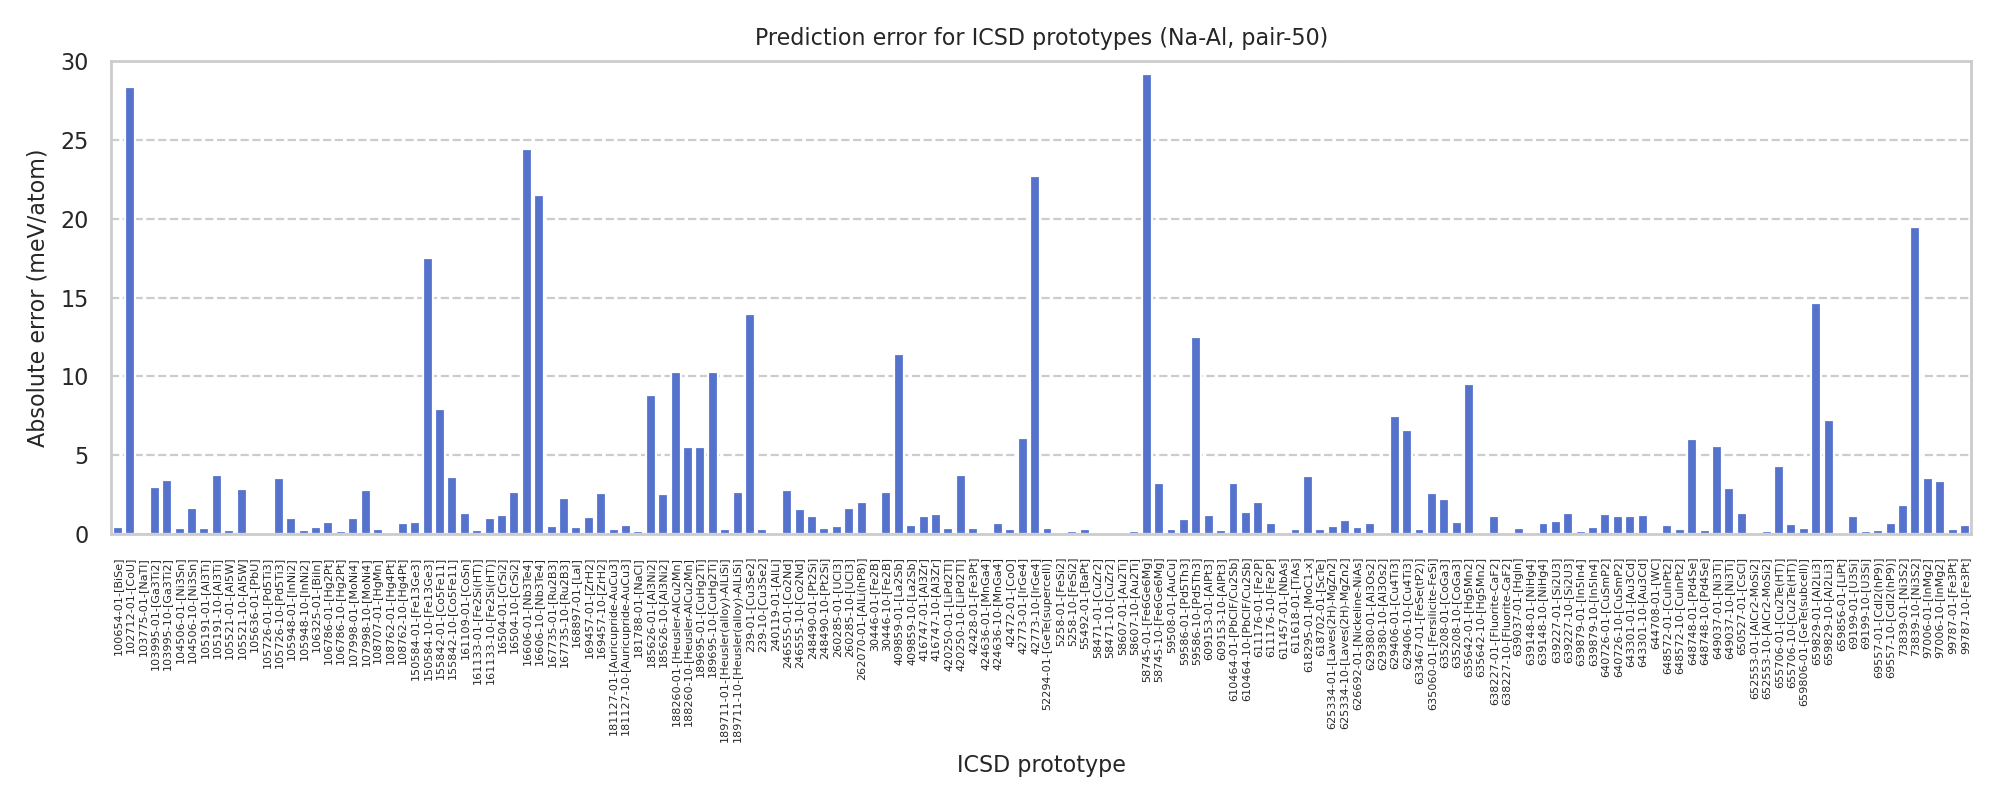 Prediction error for ICSD prototypes (Na-Al, pair-50)
Absolute error (meV/atom)
30
25
20
15
10
5
0
100654-01-[BiSe]
102712-01-[CoU]
103775-01-[NaTl]
103995-01-[Ga3Ti2]
103995-10-[Ga3Ti2]
104506-01-[Ni3Sn]
104506-10-[Ni3Sn]
105191-01-[Al3Ti]
105191-10-[Al3Ti]
105521-01-[Al5W]
105521-10-[Al5W]
105636-01-[PbU]
105726-01-[Pd5Ti3]
105726-10-[Pd5Ti3]
105948-01-[InNi2]
105948-10-[InNi2]
106325-01-[BiIn]
106786-01-[Hg2Pt]
106786-10-[Hg2Pt]
107998-01-[MoNi4]
107998-10-[MoNi4]
108707-01-[HgMn]
108762-01-[Hg4Pt]
108762-10-[Hg4Pt]
150584-01-[Fe13Ge3]
150584-10-[Fe13Ge3]
155842-01-[Co5Fe11]
155842-10-[Co5Fe11]
161109-01-[CoSn]
161133-01-[Fe2Si(HT)]
161133-10-[Fe2Si(HT)]
16504-01-[CrSi2]
16504-10-[CrSi2]
16606-01-[Nb3Te4]
16606-10-[Nb3Te4]
167735-01-[Ru2B3]
167735-10-[Ru2B3]
168897-01-[LaI]
169457-01-[ZrH2]
169457-10-[ZrH2]
181127-01-[Auricupride-AuCu3]
181127-10-[Auricupride-AuCu3]
181788-01-[NaCl]
185626-01-[Al3Ni2]
185626-10-[Al3Ni2]
188260-01-[Heusler-AlCu2Mn]
188260-10-[Heusler-AlCu2Mn]
189695-01-[CuHg2Ti]
189695-10-[CuHg2Ti]
189711-01-[Heusler(alloy)-AlLiSi]
189711-10-[Heusler(alloy)-AlLiSi]
239-01-[Cu3Se2]
239-10-[Cu3Se2]
240119-01-[AlLi]
246555-01-[Co2Nd]
246555-10-[Co2Nd]
248490-01-[Pt2Si]
248490-10-[Pt2Si]
260285-01-[UCl3]
260285-10-[UCl3]
262070-01-[AlLi(hP8)]
30446-01-[Fe2B]
30446-10-[Fe2B]
409859-01-[La2Sb]
409859-10-[La2Sb]
416747-01-[Al3Zr]
416747-10-[Al3Zr]
420250-01-[LiPd2Tl]
420250-10-[LiPd2Tl]
42428-01-[Fe3Pt]
424636-01-[MnGa4]
424636-10-[MnGa4]
42472-01-[CoO]
42773-01-[IrGe4]
42773-10-[IrGe4]
52294-01-[GeTe(supercell)]
5258-01-[FeSi2]
5258-10-[FeSi2]
55492-01-[BaPt]
58471-01-[CuZr2]
58471-10-[CuZr2]
58607-01-[Au2Ti]
58607-10-[Au2Ti]
58745-01-[Fe6Ge6Mg]
58745-10-[Fe6Ge6Mg]
59508-01-[AuCu]
59586-01-[Pd5Th3]
59586-10-[Pd5Th3]
609153-01-[AlPt3]
609153-10-[AlPt3]
610464-01-[PbClF/Cu2Sb]
610464-10-[PbClF/Cu2Sb]
611176-01-[Fe2P]
611176-10-[Fe2P]
611457-01-[NbAs]
611618-01-[TiAs]
618295-01-[MoC1-x]
618702-01-[ScTe]
625334-01-[Laves(2H)-MgZn2]
625334-10-[Laves(2H)-MgZn2]
626692-01-[Nickeline-NiAs]
629380-01-[Al3Os2]
629380-10-[Al3Os2]
629406-01-[Cu4Ti3]
629406-10-[Cu4Ti3]
633467-01-[FeSe(tP2)]
635060-01-[Fersilicite-FeSi]
635208-01-[CoGa3]
635208-10-[CoGa3]
635642-01-[Hg5Mn2]
635642-10-[Hg5Mn2]
638227-01-[Fluorite-CaF2]
638227-10-[Fluorite-CaF2]
639037-01-[HgIn]
639148-01-[NiHg4]
639148-10-[NiHg4]
639227-01-[Si2U3]
639227-10-[Si2U3]
639879-01-[In5In4]
639879-10-[In5In4]
640726-01-[CuSmP2]
640726-10-[CuSmP2]
643301-01-[Au3Cd]
643301-10-[Au3Cd]
644708-01-[WC]
648572-01-[CuInPt2]
648572-10-[CuInPt2]
648748-01-[Pd4Se]
648748-10-[Pd4Se]
649037-01-[Ni3Ti]
649037-10-[Ni3Ti]
650527-01-[CsCl]
652553-01-[AlCr2-MoSi2]
652553-10-[AlCr2-MoSi2]
655706-01-[Cu2Te(HT)]
655706-10-[Cu2Te(HT)]
659806-01-[GeTe(subcell)]
659829-01-[Al2Li3]
659829-10-[Al2Li3]
659856-01-[LiPt]
69199-01-[U3Si]
69199-10-[U3Si]
69557-01-[CdI2(hP9)]
69557-10-[CdI2(hP9)]
73839-01-[Ni3S2]
73839-10-[Ni3S2]
97006-01-[InMg2]
97006-10-[InMg2]
99787-01-[Fe3Pt]
99787-10-[Fe3Pt]
ICSD prototype